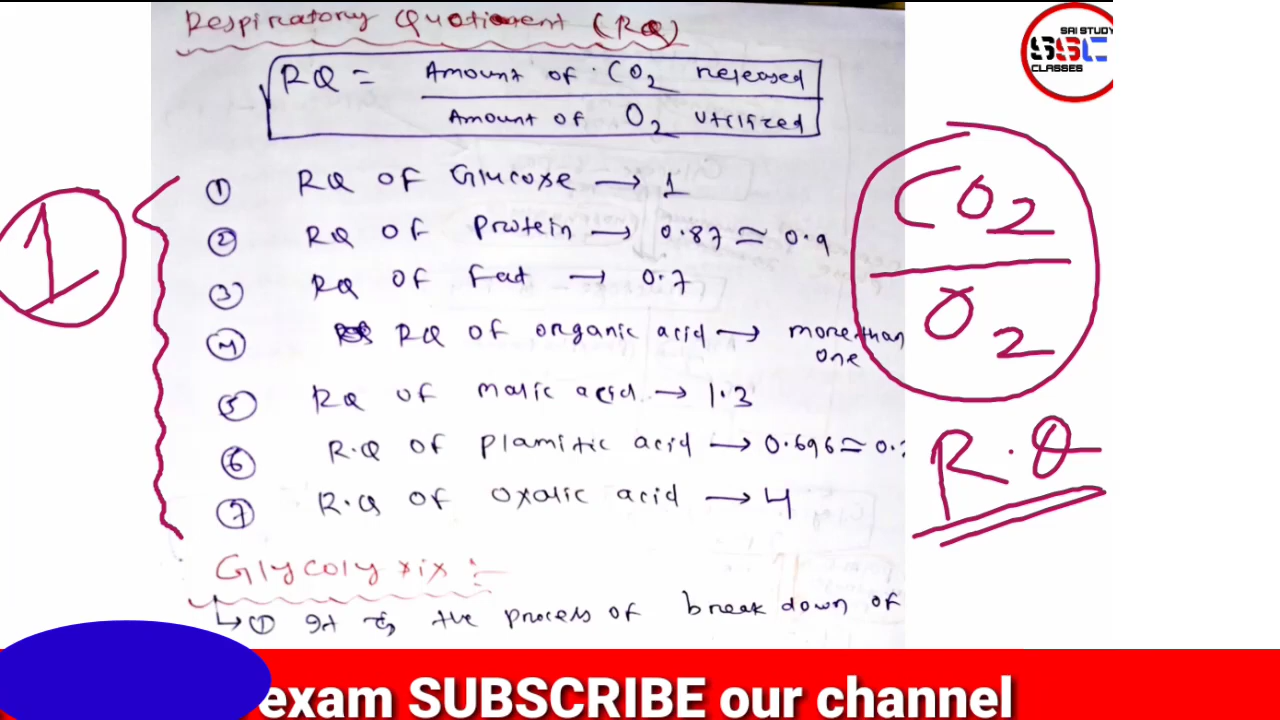 Respiratory Quotient (RQ)
SAI STUDY
SSC
CLASSES
RQ = Amount of CO2 released
Amount of O2 utilized
① RQ of Glucose → 1
② RQ of Protein → 0.87 ≃ 0.9
③ RQ of Fat → 0.7
④ RQ of organic acid → more than
one
⑤ RQ of malic acid → 1.3
⑥ R.Q of plamitic acid → 0.696 ≃ 0.
⑦ R.Q of oxalic acid → 4
1
CO2
O2
R.Q
Glycolysis :-
↳ ① It is the process of break down of
exam SUBSCRIBE our channel